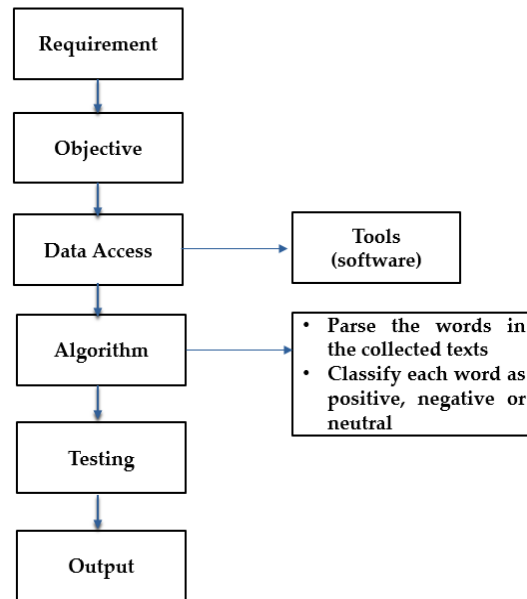 Requirement
Objective
Data Access
Tools
(software)
Algorithm
• Parse the words in
the collected texts
• Classify each word as
positive, negative or
neutral
Testing
Output